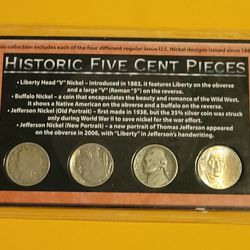 This collection includes each of the four different regular-issue U.S. Nickel designs issued since 1883
HISTORIC FIVE CENT PIECES
• Liberty Head "V" Nickel - introduced in 1883, it features Liberty on the obverse
and a large "V" (Roman "5") on the reverse.
• Buffalo Nickel - a coin that encapsulates the beauty and romance of the Wild West,
it shows a Native American on the obverse and a buffalo on the reverse.
• Jefferson Nickel (Old Portrait) - first made in 1938, but the 35% silver coin was struck
only during World War II to save nickel for the war effort.
• Jefferson Nickel (New Portrait) - a new portrait of Thomas Jefferson appeared
on the obverse in 2006, with "Liberty" in Jefferson's handwriting.